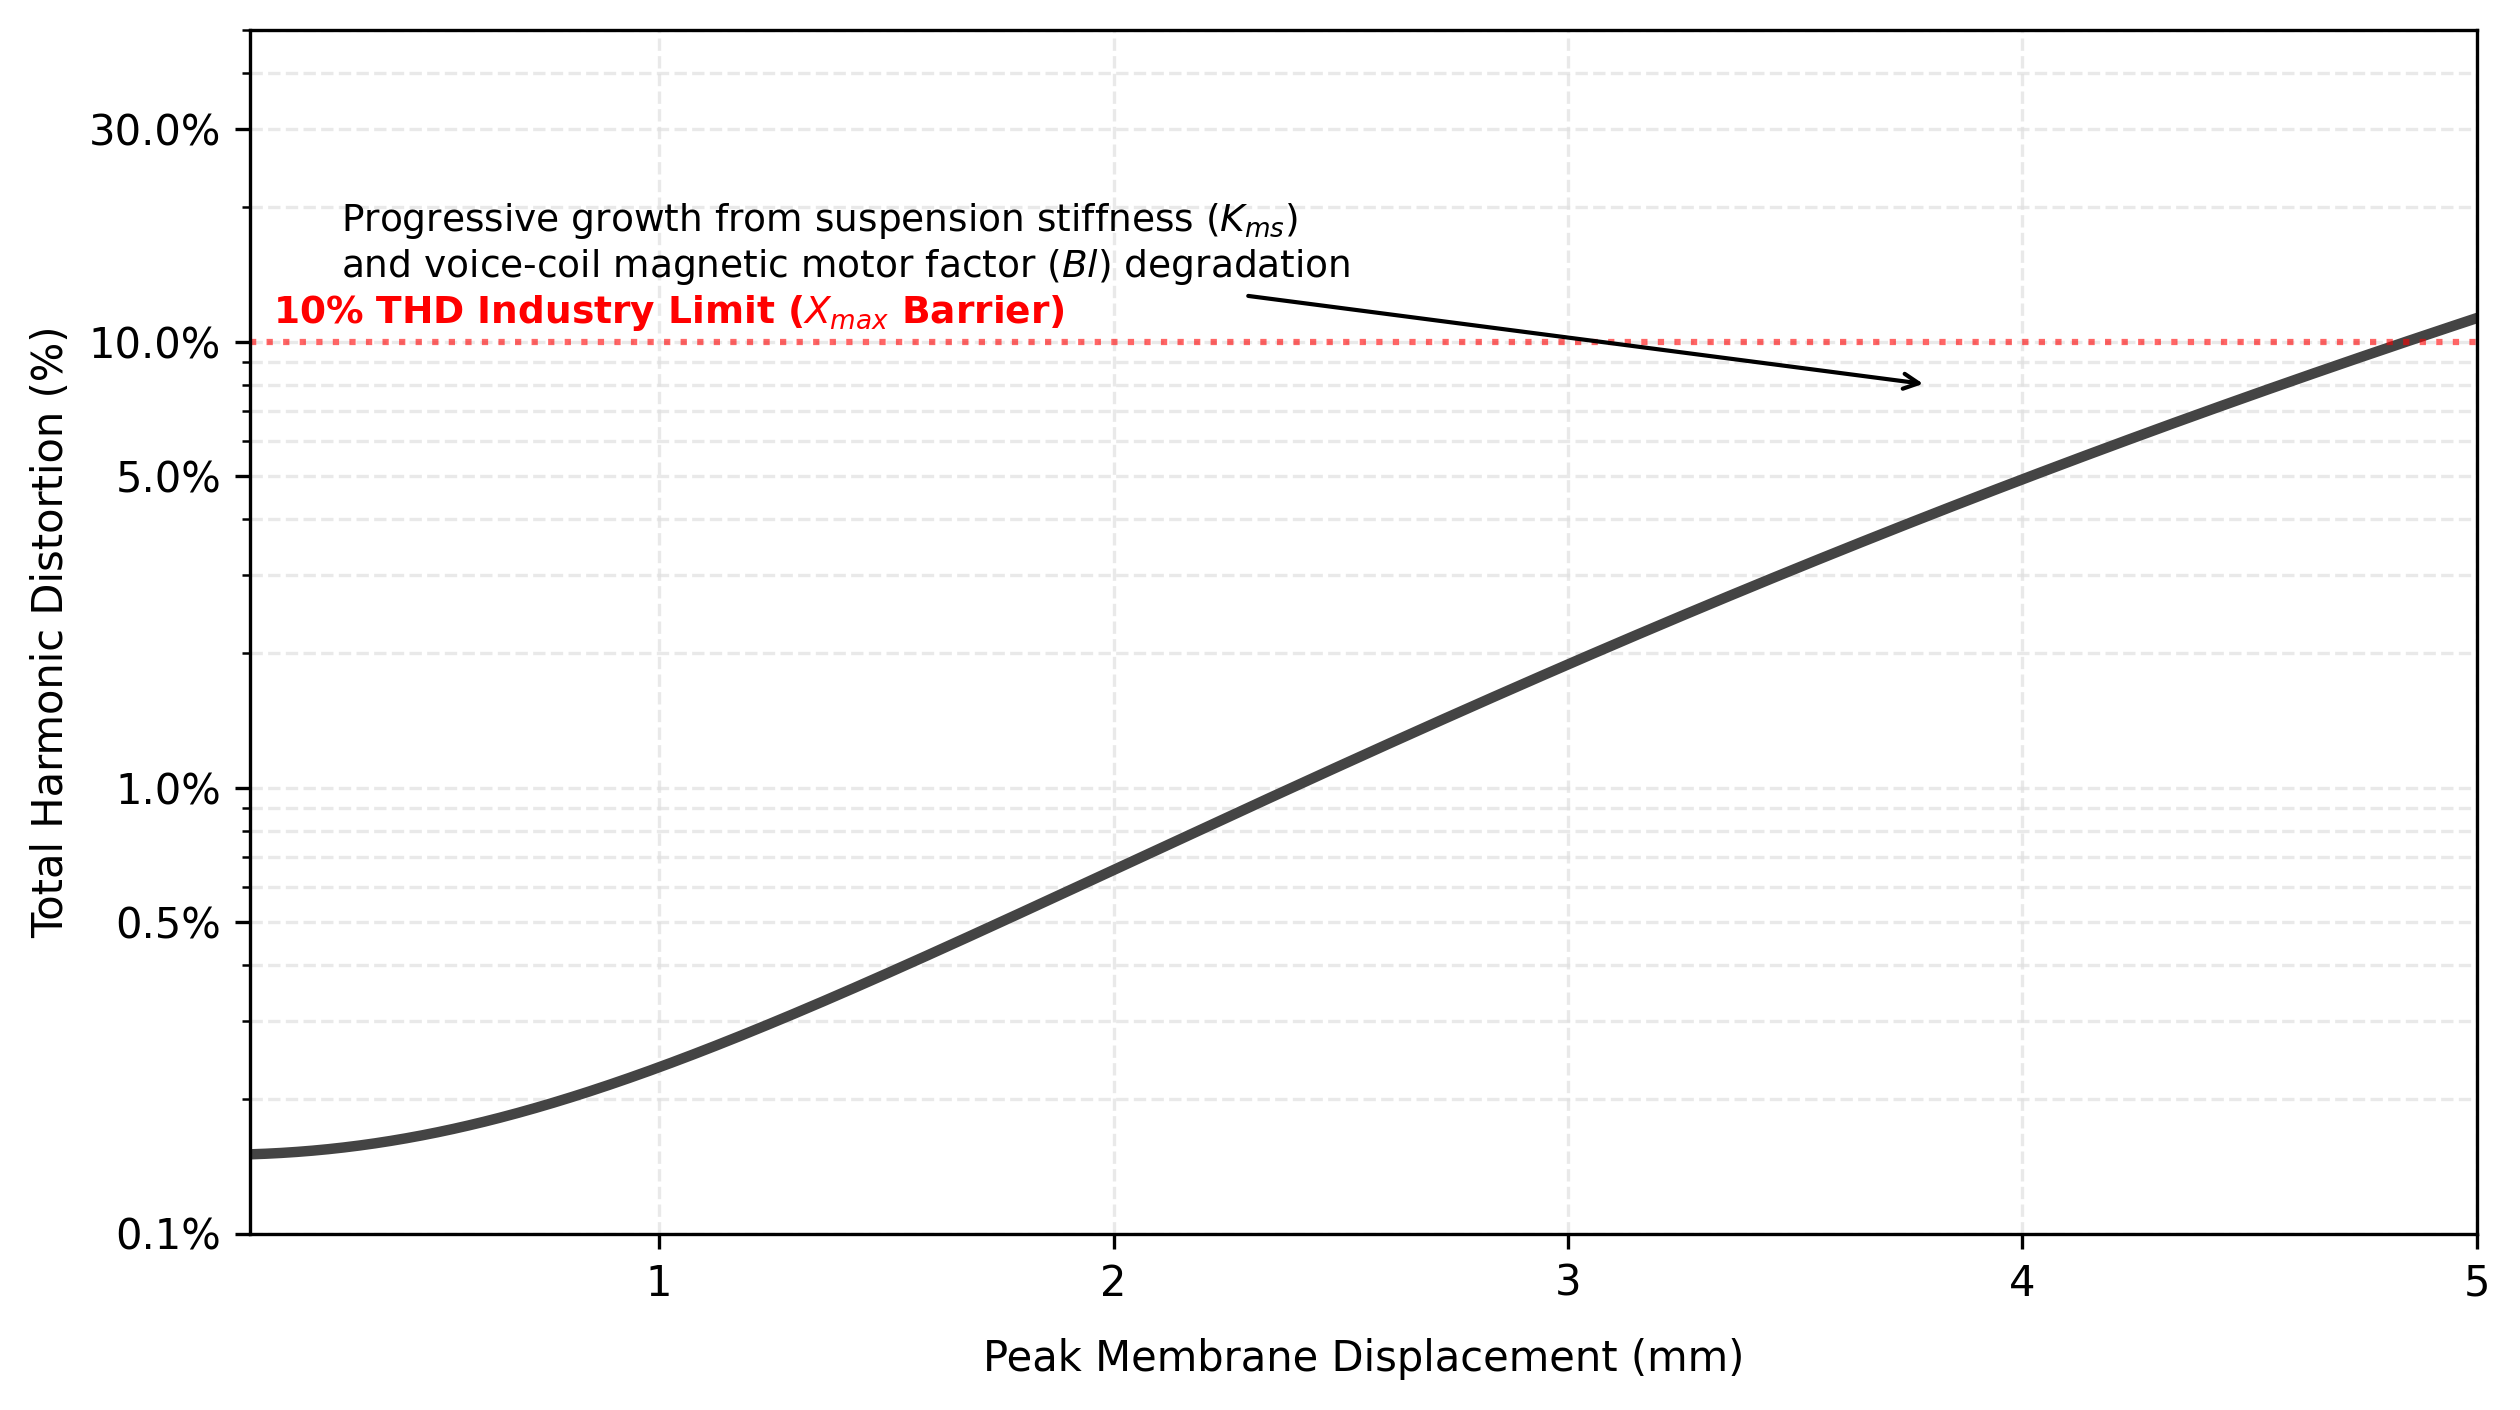 30.0%
Progressive growth from suspension stiffness (Kms)
and voice-coil magnetic motor factor (Bl) degradation
10% THD Industry Limit (Xmax Barrier)
10.0%
5.0%
1.0%
0.5%
0.1%
Total Harmonic Distortion (%)
1 2 3 4 5
Peak Membrane Displacement (mm)